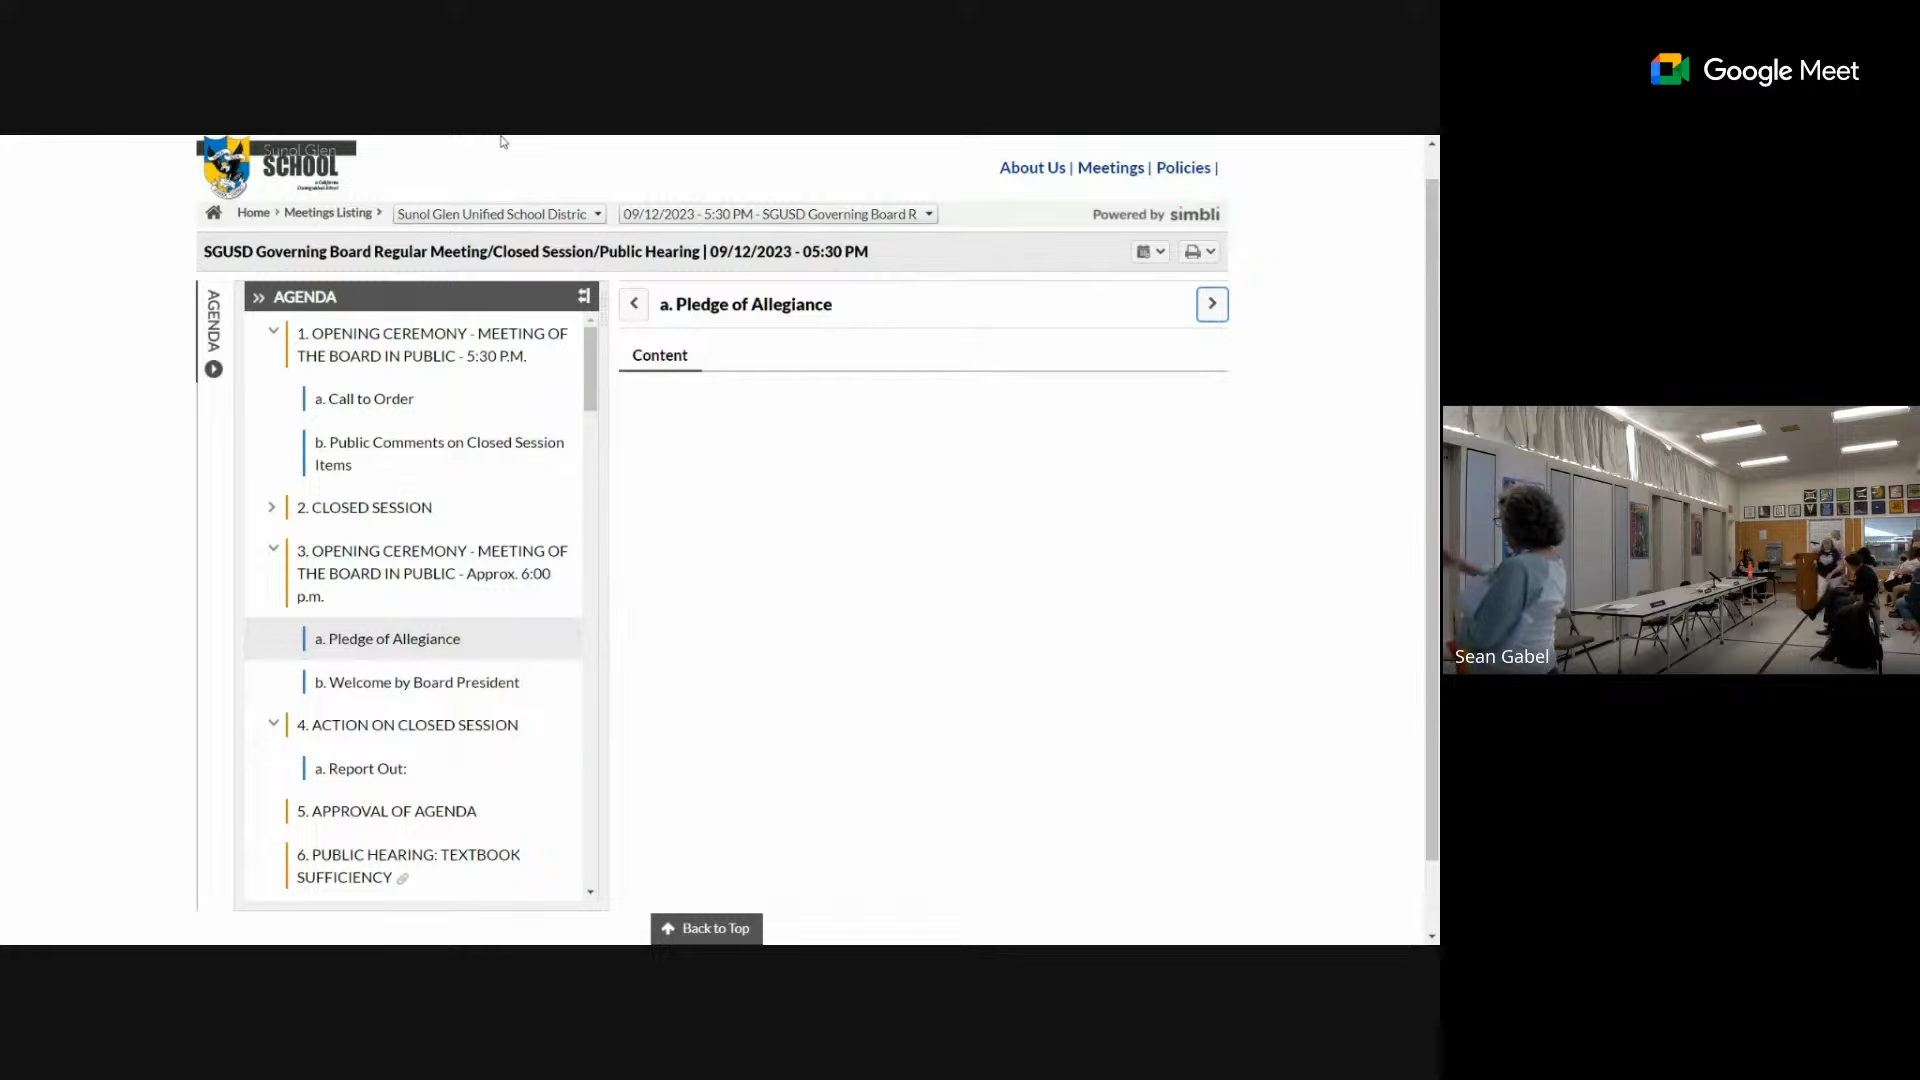 Google Meet
Sunol Glen
SCHOOL
About Us | Meetings | Policies |
Home > Meetings Listing > Sunol Glen Unified School Distric 09/12/2023 - 5:30 PM - SGUSD Governing Board R Powered by simbli
SGUSD Governing Board Regular Meeting/Closed Session/Public Hearing | 09/12/2023 - 05:30 PM
AGENDA
AGENDA
1. OPENING CEREMONY - MEETING OF
THE BOARD IN PUBLIC - 5:30 P.M.
a. Call to Order
b. Public Comments on Closed Session
Items
2. CLOSED SESSION
3. OPENING CEREMONY - MEETING OF
THE BOARD IN PUBLIC - Approx. 6:00
p.m.
a. Pledge of Allegiance
b. Welcome by Board President
4. ACTION ON CLOSED SESSION
a. Report Out:
5. APPROVAL OF AGENDA
6. PUBLIC HEARING: TEXTBOOK
SUFFICIENCY
a. Pledge of Allegiance
Content
Back to Top
Sean Gabel